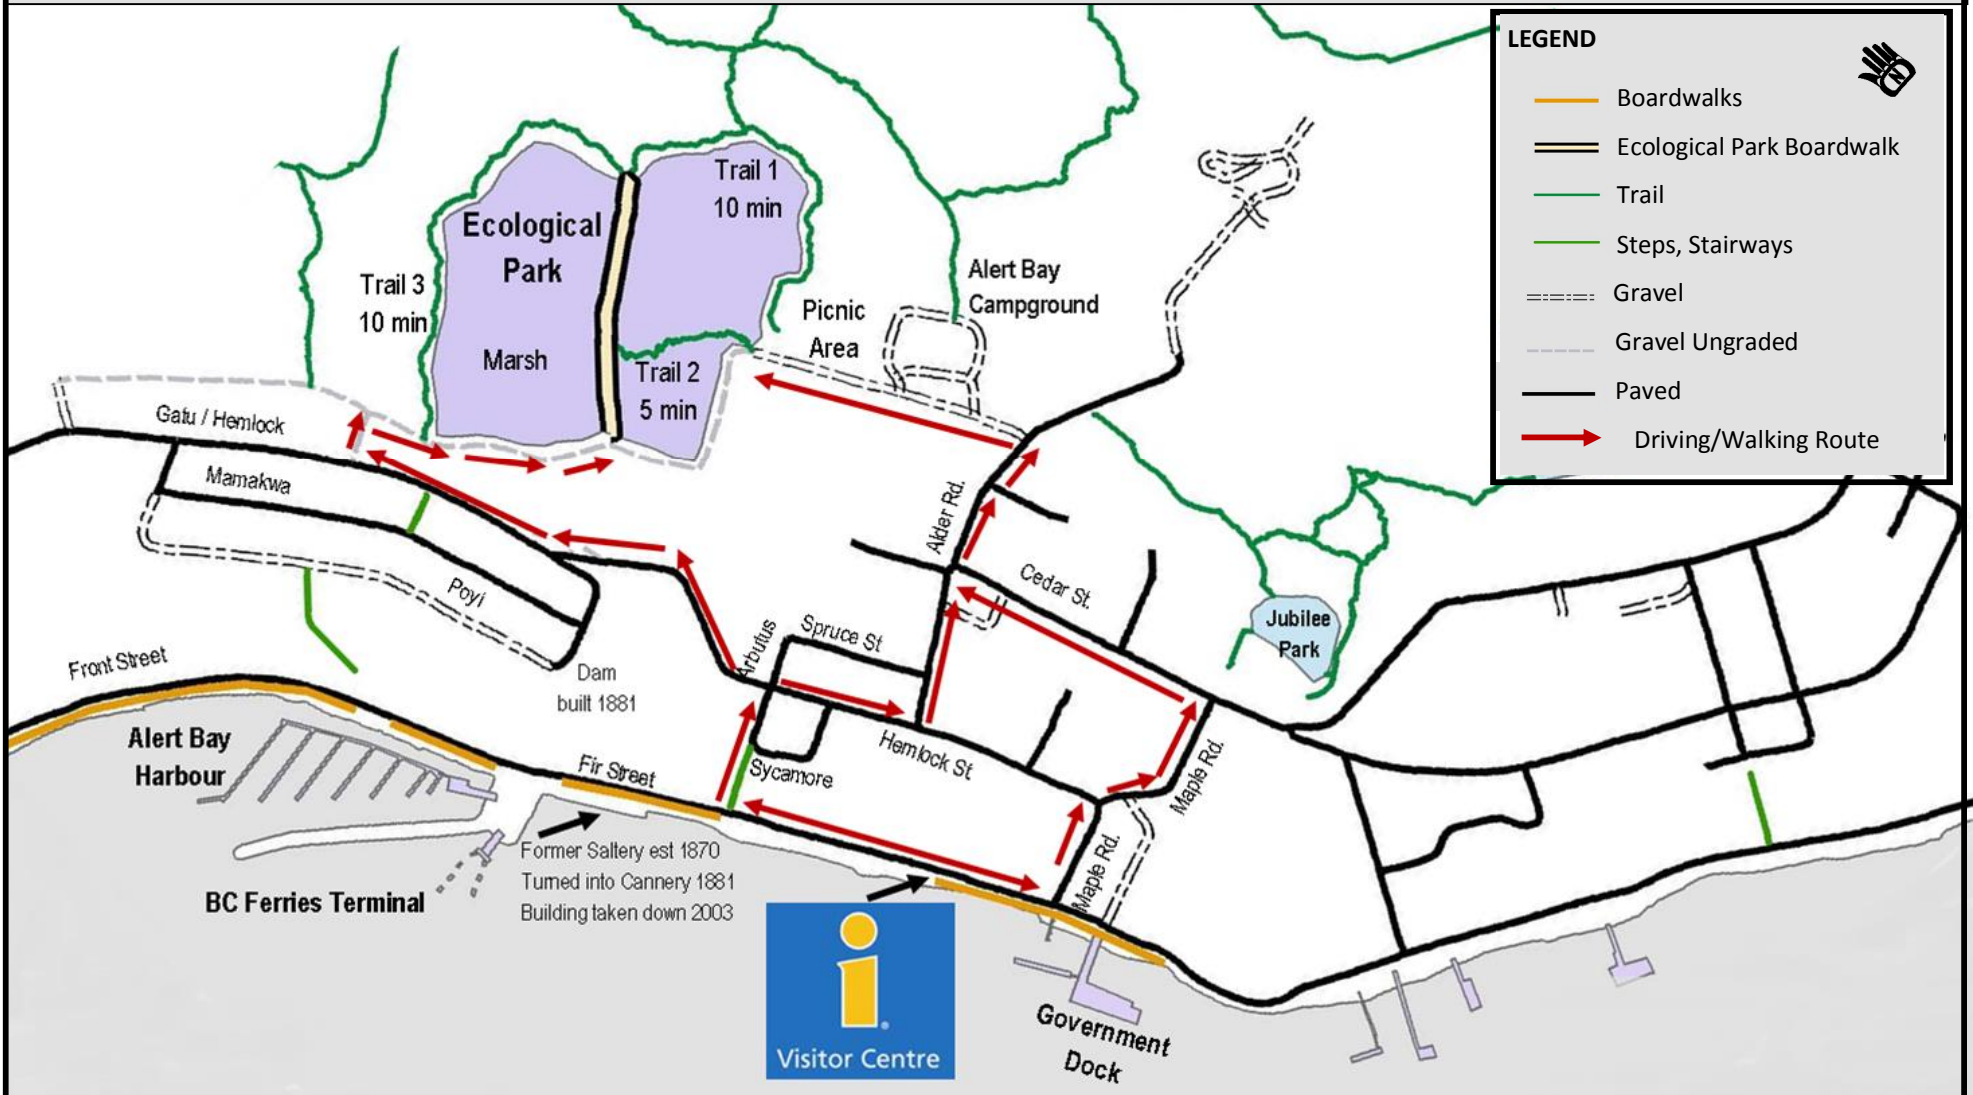 LEGEND
N
Boardwalks
Ecological Park Boardwalk
Trail
Steps, Stairways
Gravel
Gravel Ungraded
Paved
Driving/Walking Route
Trail 1
10 min
Ecological
Park
Trail 3
10 min
Marsh
Trail 2
5 min
Picnic
Area
Alert Bay
Campground
Gatu / Hemlock
Mamakwa
Poyi
Alder Rd.
Cedar St.
Jubilee
Park
Arbutus
Spruce St
Front Street
Dam
built 1881
Alert Bay
Harbour
Fir Street
Sycamore
Hemlock St
Maple Rd.
Maple Rd.
Former Saltery est 1870
Turned into Cannery 1881
Building taken down 2003
BC Ferries Terminal
i
Visitor Centre
Government
Dock